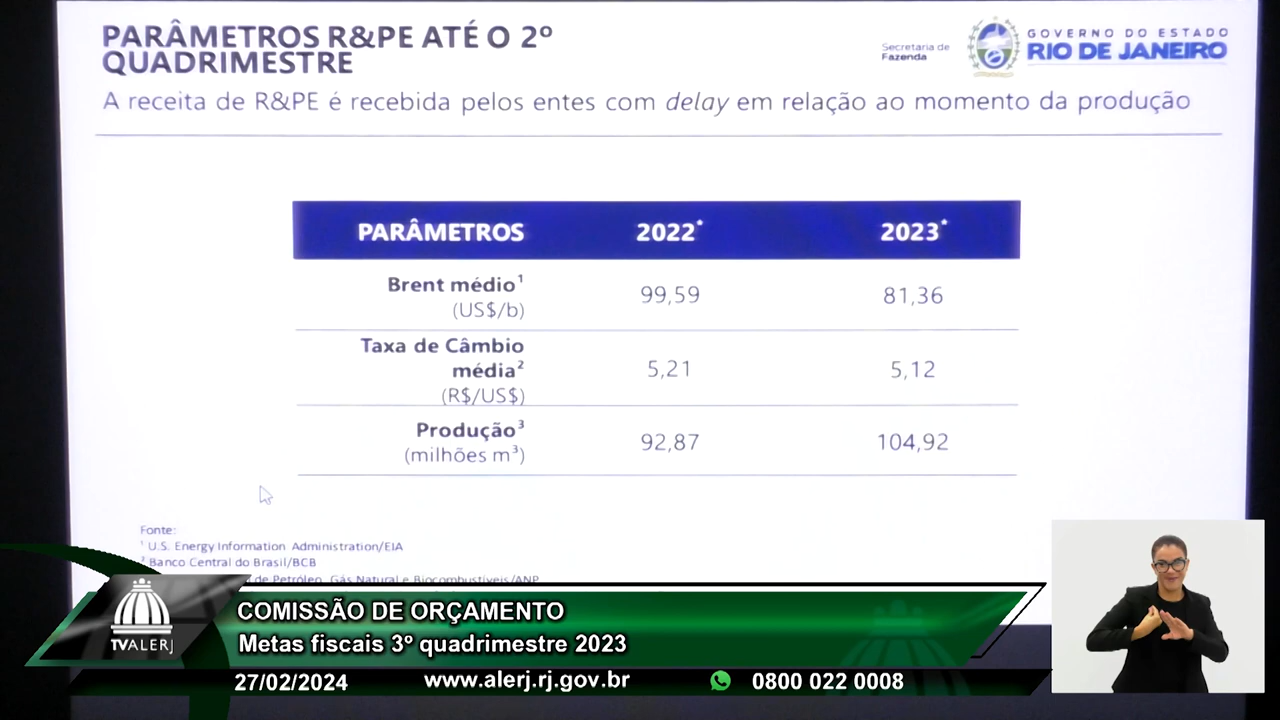 PARÂMETROS R&PE ATÉ O 2º
QUADRIMESTRE
Secretaria de
Fazenda
GOVERNO DO ESTADO
RIO DE JANEIRO
A receita de R&PE é recebida pelos entes com delay em relação ao momento da produção
PARÂMETROS 2022* 2023*
Brent médio¹
(US$/b)
99,59 81,36
Taxa de Câmbio
média²
(R$/US$)
5,21 5,12
Produção³
(milhões m³)
92,87 104,92
Fonte:
¹ U.S. Energy Information Administration/EIA
² Banco Central do Brasil/BCB
de Petróleo, Gás Natural e Biocombustíveis/ANP
TVALERJ
COMISSÃO DE ORÇAMENTO
Metas fiscais 3º quadrimestre 2023
27/02/2024 www.alerj.rj.gov.br 0800 022 0008